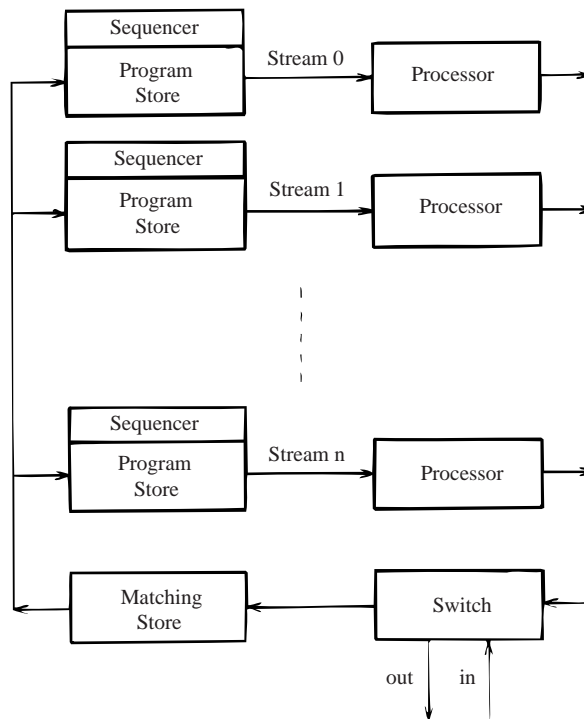 Sequencer
Program
Store
Stream 0
Processor
Sequencer
Program
Store
Stream 1
Processor
Sequencer
Program
Store
Stream n
Processor
Matching
Store
Switch
out
in